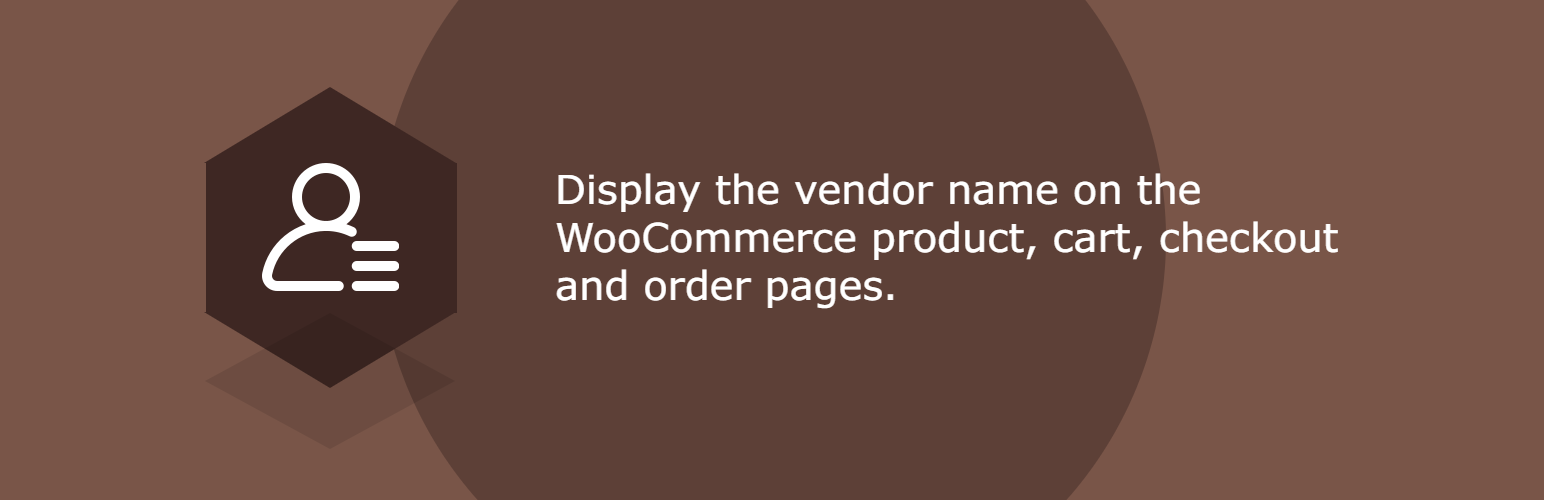 Display the vendor name on the
WooCommerce product, cart, checkout
and order pages.